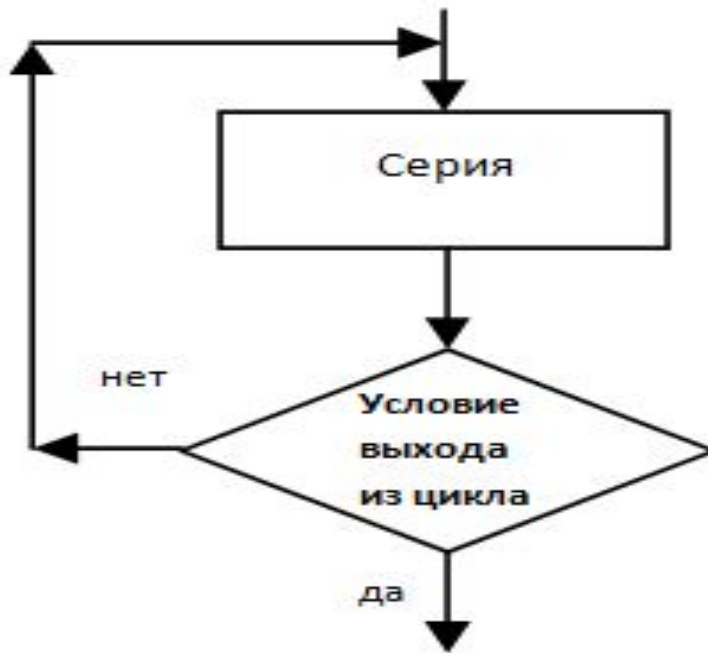 Серия
нет
Условие
выхода
из цикла
да